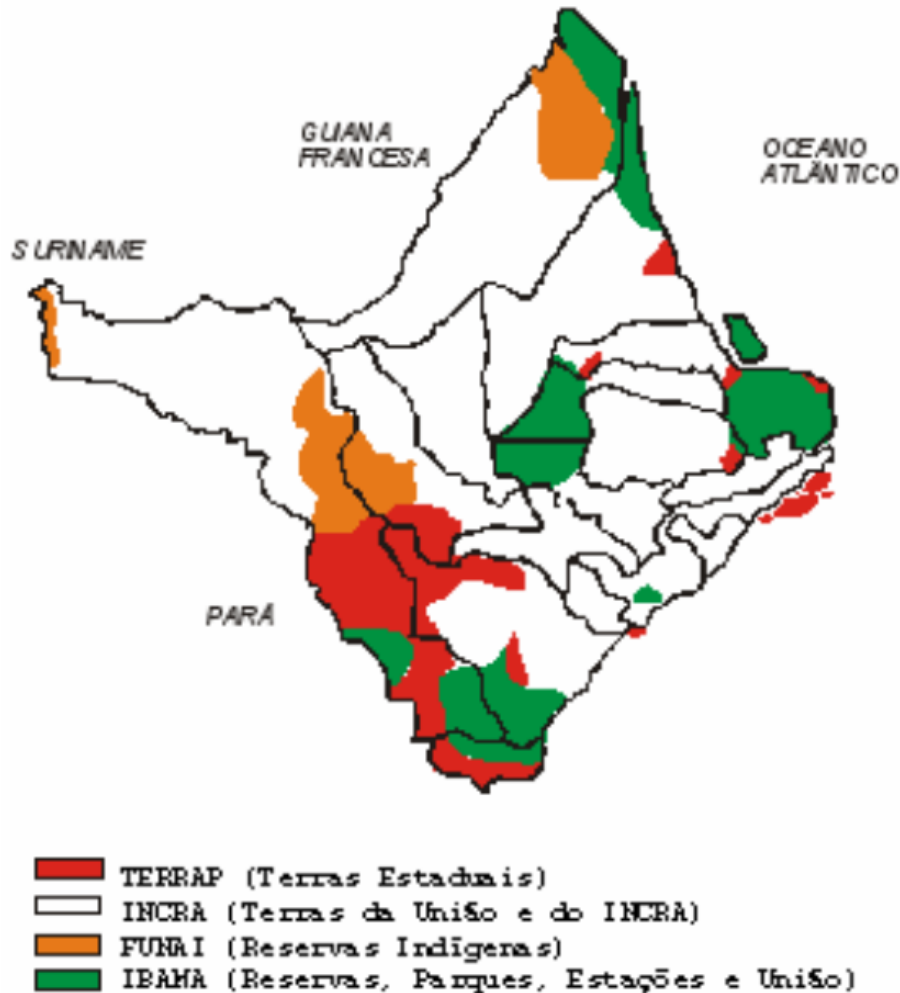 GUIANA
FRANCESA
OCEANO
ATLÂNTICO
SURINAME
PARÁ
TERRAP (Terras Estaduais)
INCRA (Terras da União e do INCRA)
FUNAI (Reservas Indígenas)
IBAMA (Reservas, Parques, Estações e União)